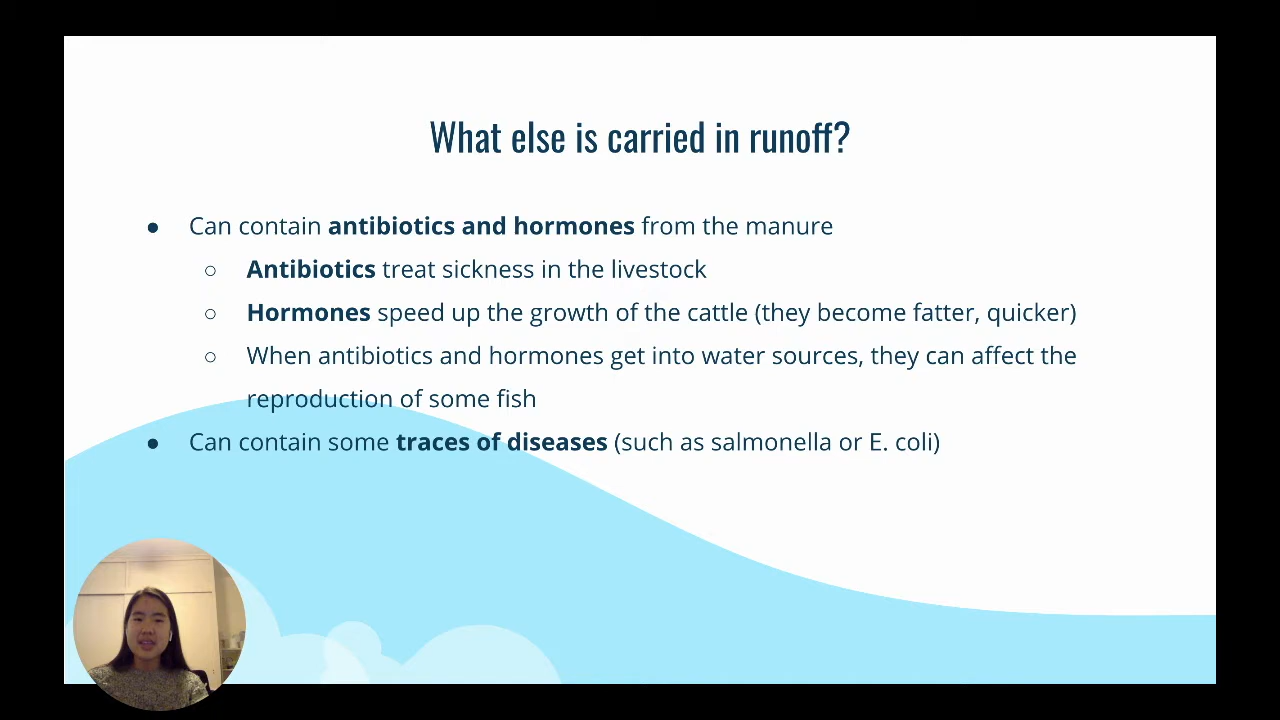 What else is carried in runoff?
● Can contain antibiotics and hormones from the manure
○ Antibiotics treat sickness in the livestock
○ Hormones speed up the growth of the cattle (they become fatter, quicker)
○ When antibiotics and hormones get into water sources, they can affect the
reproduction of some fish
● Can contain some traces of diseases (such as salmonella or E. coli)